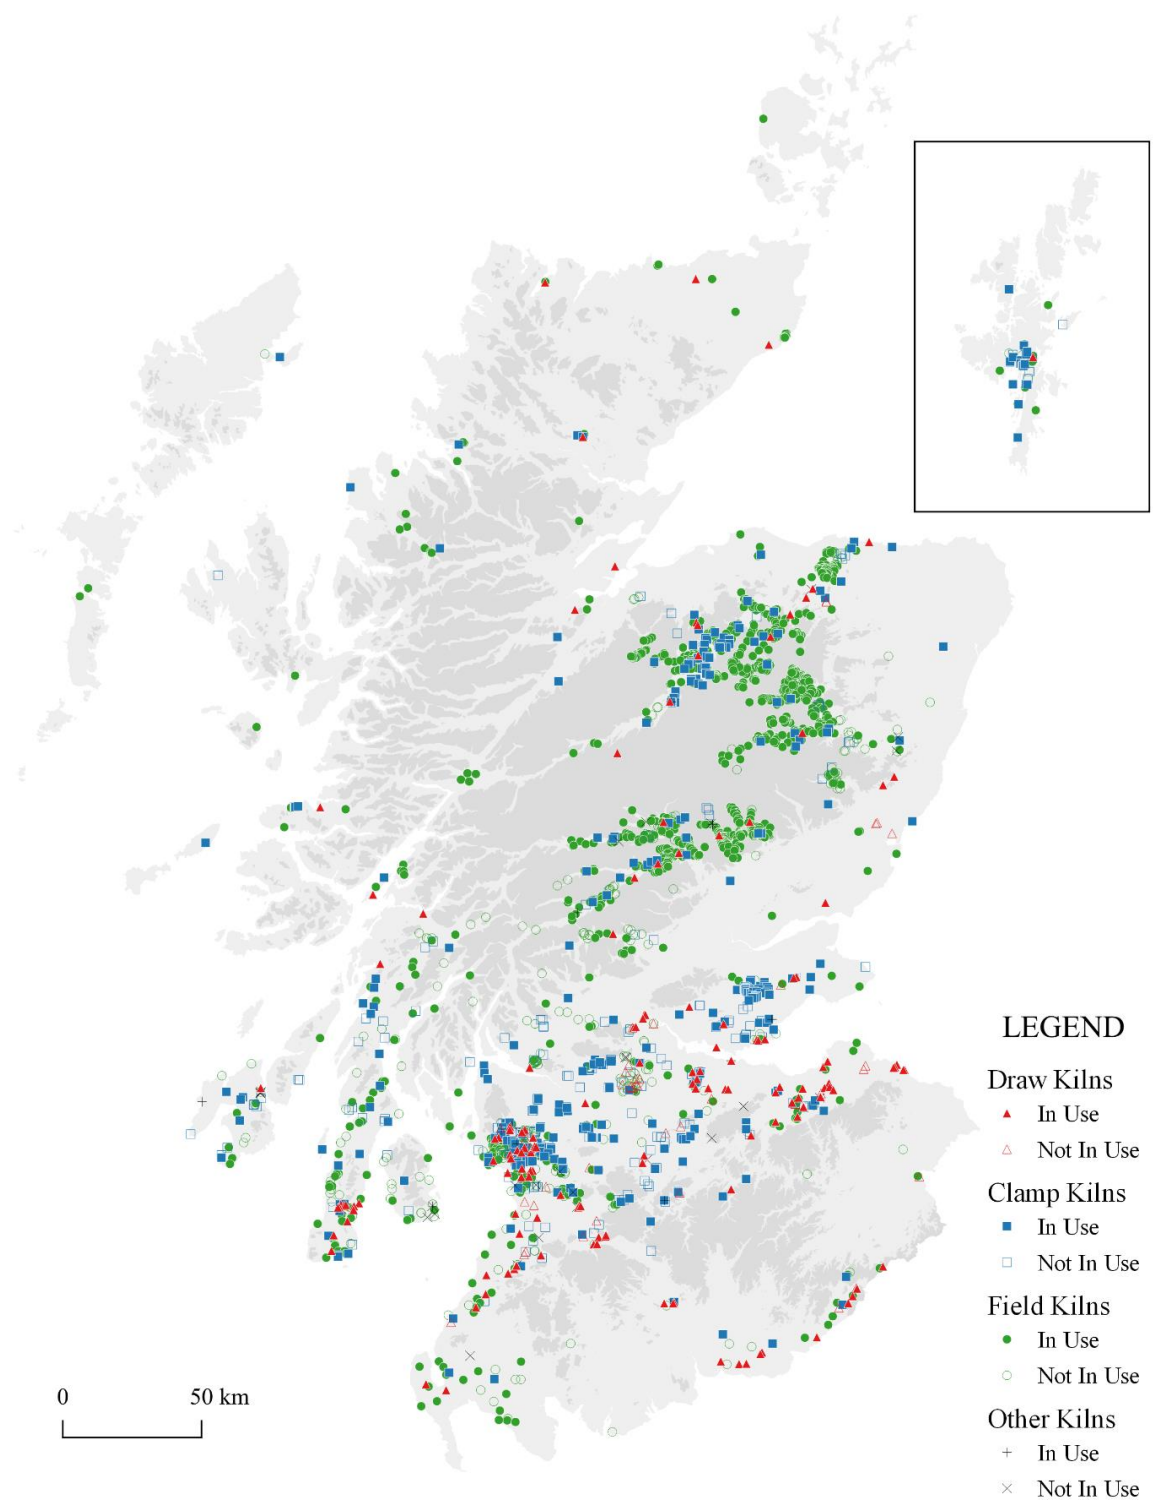 LEGEND
Draw Kilns
In Use
Not In Use
Clamp Kilns
In Use
Not In Use
Field Kilns
In Use
Not In Use
Other Kilns
In Use
Not In Use
0 50 km